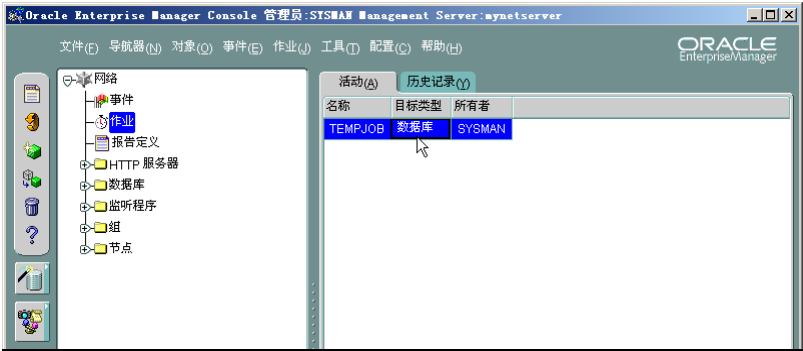 Oracle Enterprise Manager Console 管理员:SYSMAN Management Server:mynetserver
文件(F) 导航器(N) 对象(O) 事件(E) 作业(J) 工具(T) 配置(C) 帮助(H)
ORACLE
EnterpriseManager
网络
事件
作业
报告定义
HTTP 服务器
数据库
监听程序
组
节点
活动(A) 历史记录(Y)
名称 目标类型 所有者
TEMPJOB 数据库 SYSMAN